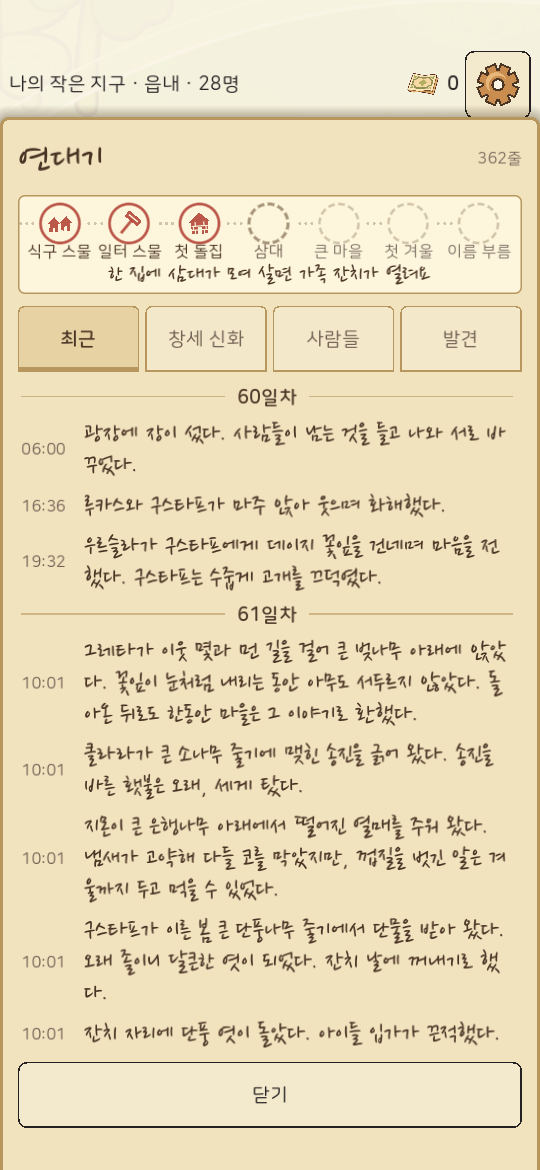 나의 작은 지구 · 읍내 · 28명
0
연대기
362줄
식구 스물 일터 스물 첫 돌집 삼대 큰 마을 첫 겨울 이름 부름
한 집에 삼대가 모여 살면 가족 잔치가 열려요
최근 창세 신화 사람들 발견
60일차
06:00 광장에 장이 섰다. 사람들이 남는 것을 들고 나와 서로 바
꾸었다.
16:36 루카스와 구스타프가 마주 앉아 웃으며 화해했다.
19:32 우르술라가 구스타프에게 데이지 꽃잎을 건네며 마음을 전
했다. 구스타프는 수줍게 고개를 끄덕였다.
61일차
10:01 그레타가 이웃 몇과 먼 길을 걸어 큰 벚나무 아래에 앉았
다. 꽃잎이 눈처럼 내리는 동안 아무도 서두르지 않았다. 돌
아온 뒤로도 한동안 마을은 그 이야기로 환했다.
10:01 클라라가 큰 소나무 줄기에 맺힌 송진을 긁어 왔다. 송진을
바른 횃불은 오래, 세게 탔다.
10:01 지몬이 큰 은행나무 아래에서 떨어진 열매를 주워 왔다.
냄새가 고약해 다들 코를 막았지만, 껍질을 벗긴 알은 겨
울까지 두고 먹을 수 있었다.
10:01 구스타프가 이른 봄 큰 단풍나무 줄기에서 단물을 받아 왔다.
오래 졸이니 달콤한 엿이 되었다. 잔치 날에 꺼내기로 했
다.
10:01 잔치 자리에 단풍 엿이 돌았다. 아이들 입가가 끈적했다.
닫기